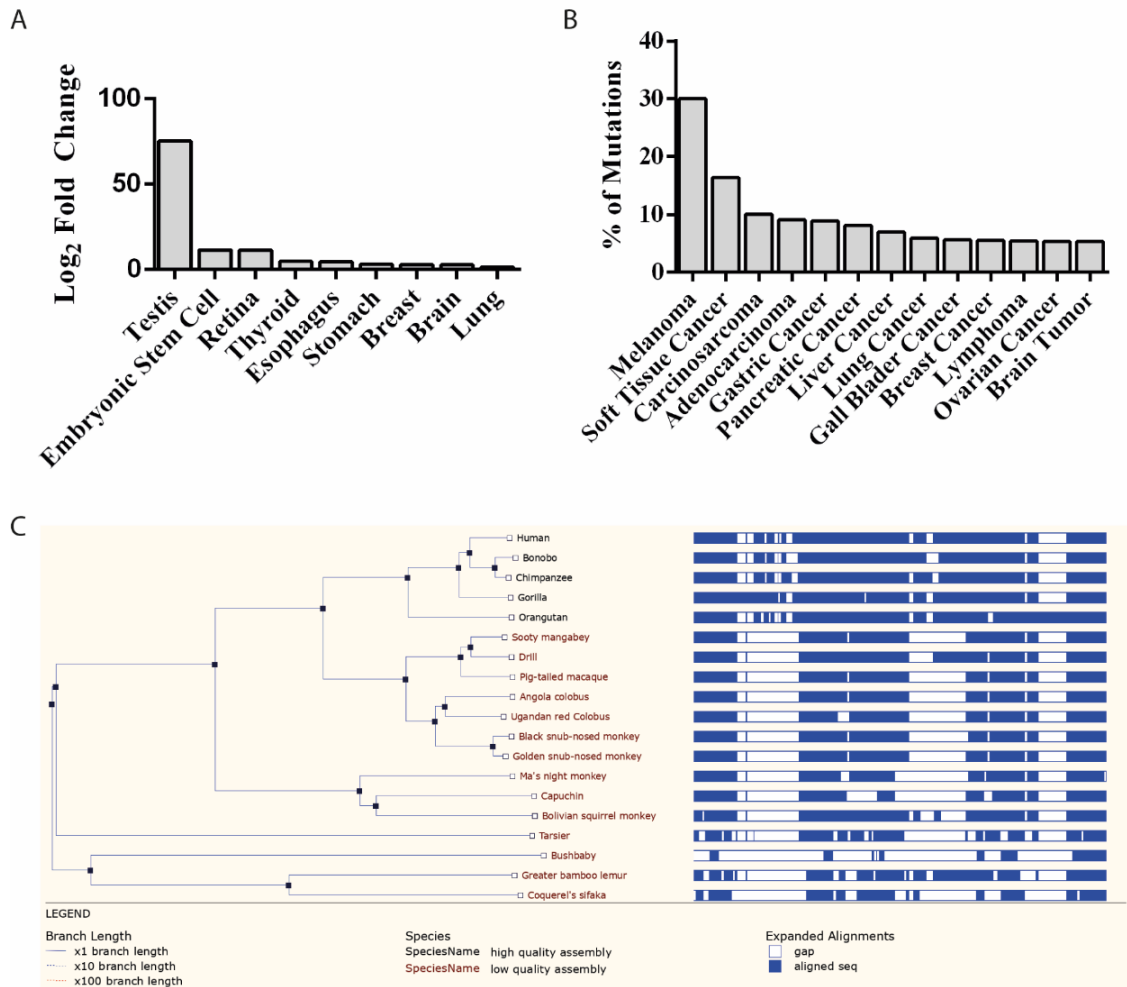 A
Log2 Fold Change
100
50
0
Testis
Embryonic Stem Cell
Retina
Thyroid
Esophagus
Stomach
Breast
Brain
Lung
B
% of Mutations
40
30
20
10
0
Melanoma
Soft Tissue Cancer
Carcinosarcoma
Adenocarcinoma
Gastric Cancer
Pancreatic Cancer
Liver Cancer
Lung Cancer
Gall Blader Cancer
Breast Cancer
Lymphoma
Ovarian Cancer
Brain Tumor
C
Human
Bonobo
Chimpanzee
Gorilla
Orangutan
Sooty mangabey
Drill
Pig-tailed macaque
Angola colobus
Ugandan red Colobus
Black snub-nosed monkey
Golden snub-nosed monkey
Ma's night monkey
Capuchin
Bolivian squirrel monkey
Tarsier
Bushbaby
Greater bamboo lemur
Coquerel's sifaka
LEGEND
Branch Length
x1 branch length
x10 branch length
x100 branch length
Species
SpeciesName high quality assembly
SpeciesName low quality assembly
Expanded Alignments
gap
aligned seq